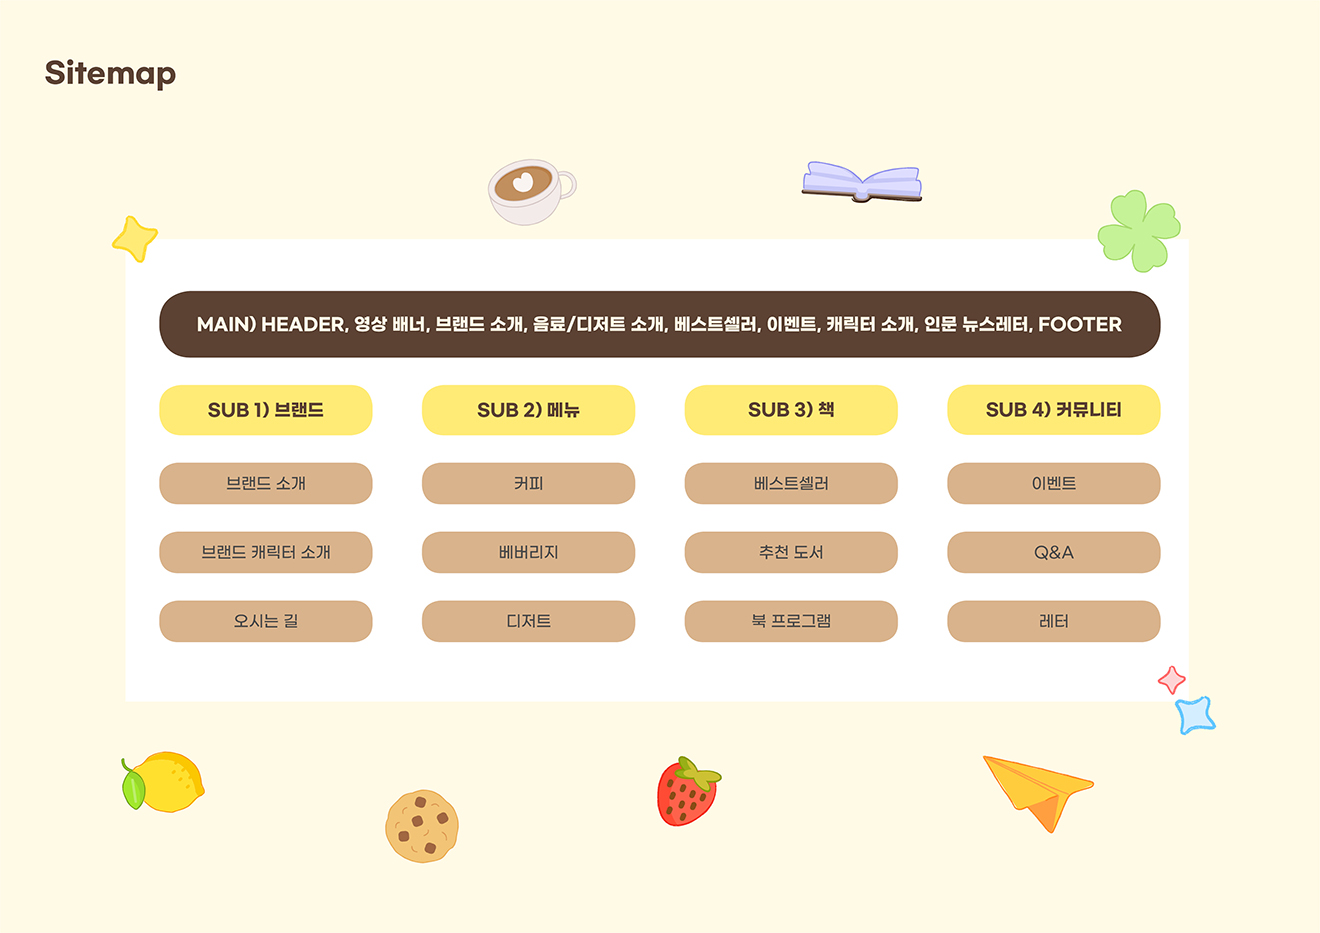 Sitemap
MAIN) HEADER, 영상 배너, 브랜드 소개, 음료/디저트 소개, 베스트셀러, 이벤트, 캐릭터 소개, 인문 뉴스레터, FOOTER
SUB 1) 브랜드
SUB 2) 메뉴
SUB 3) 책
SUB 4) 커뮤니티
브랜드 소개
커피
베스트셀러
이벤트
브랜드 캐릭터 소개
베버리지
추천 도서
Q&A
오시는 길
디저트
북 프로그램
레터